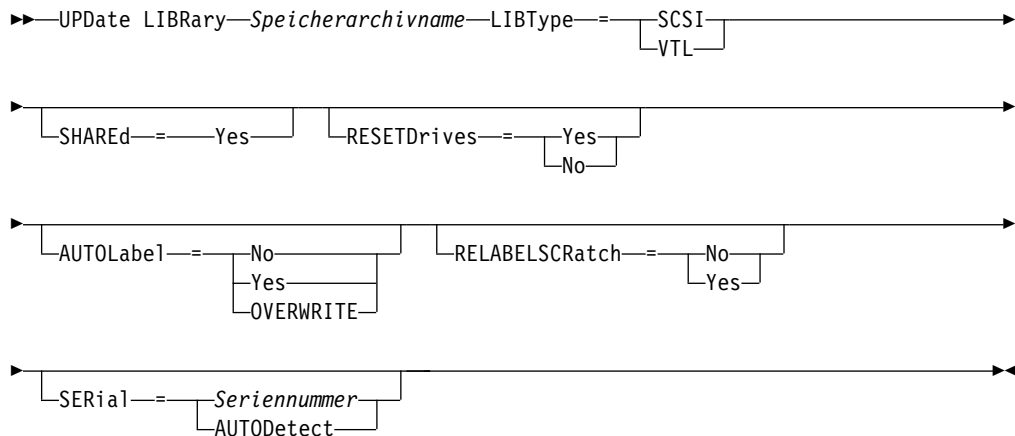 UPDate LIBRary Speicherarchivname LIBType = SCSI
VTL
SHAREd = Yes RESETDrives = Yes
No
AUTOLabel = No RELABELSCRatch = No
Yes Yes
OVERWRITE
SERial = Seriennummer
AUTODetect